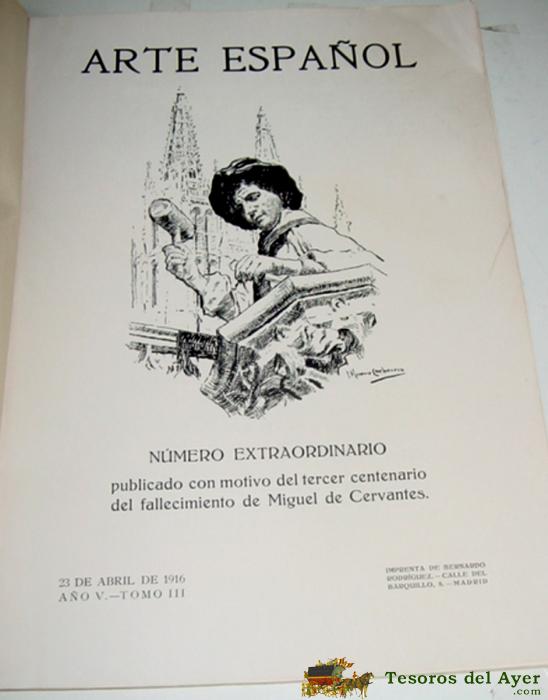 ARTE ESPAÑOL
NÚMERO EXTRAORDINARIO
publicado con motivo del tercer centenario
del fallecimiento de Miguel de Cervantes.
23 DE ABRIL DE 1916
AÑO V.—TOMO III
IMPRENTA DE BERNARDO
RODRÍGUEZ.—CALLE DEL
BARQUILLO, 8.—MADRID
Tesoros del Ayer
.com